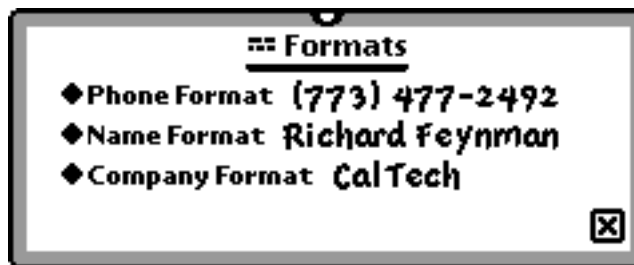 Formats
◆Phone Format (773) 477-2492
◆Name Format Richard Feynman
◆Company Format CalTech